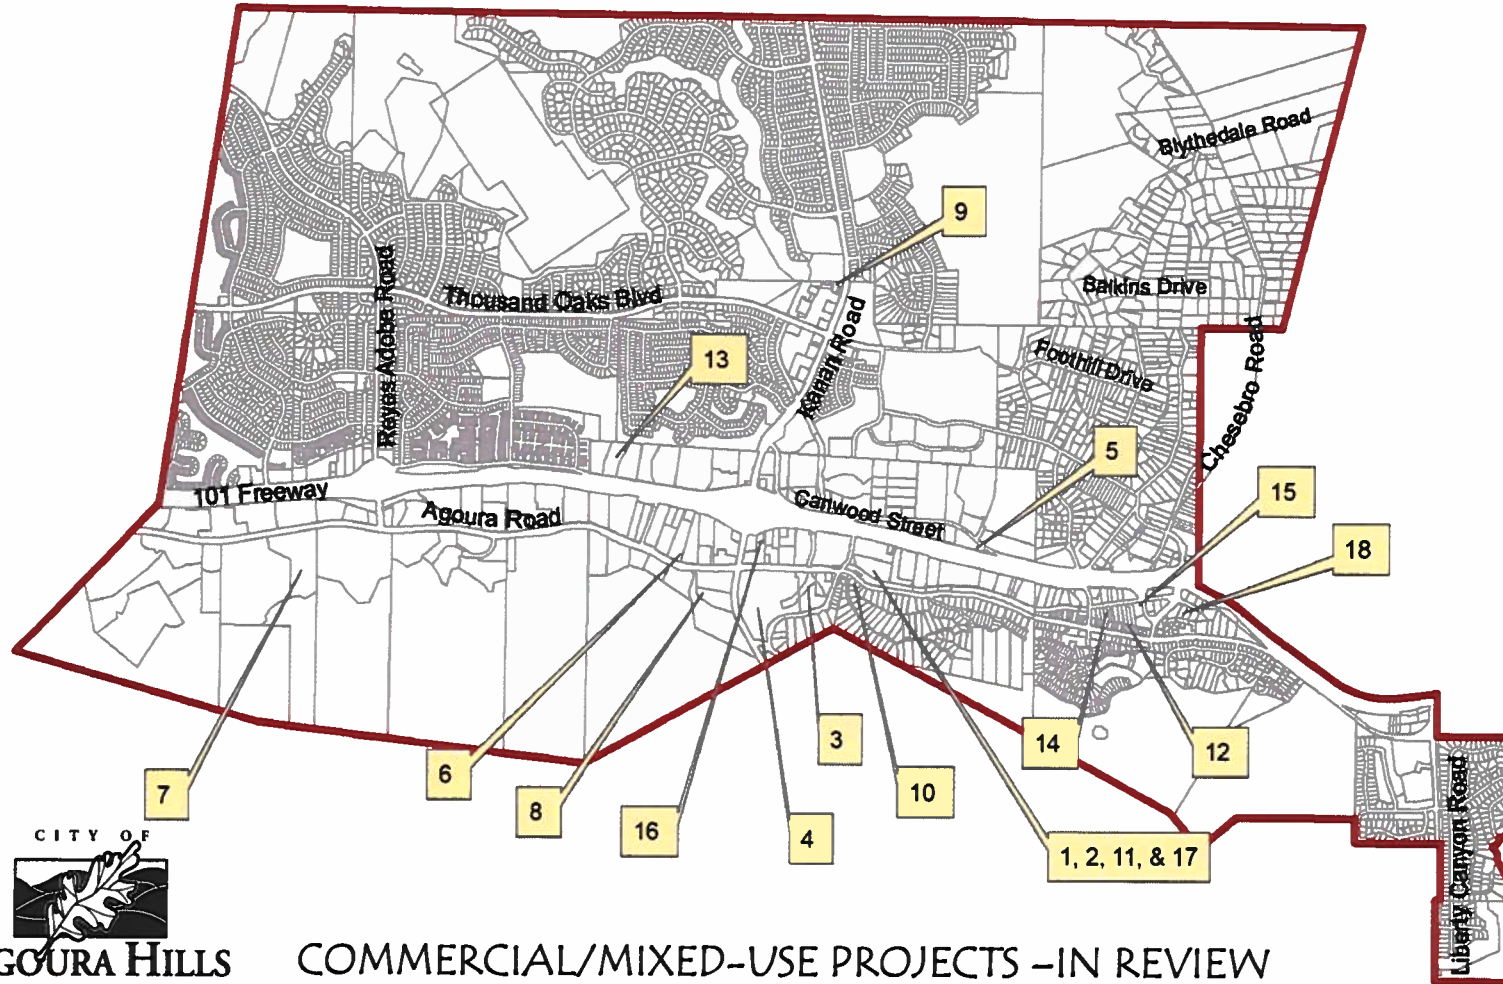 Blythedale Road
9
Balkins Drive
Reyes Adobe Road
Thousand Oaks Blvd
Kanan Road
Foothill Drive
Chesebro Road
13
5
15
101 Freeway
Agoura Road
Canwood Street
18
7
6
8
16
4
3
10
14
12
1, 2, 11, & 17
Liberty Canyon Road
CITY OF
GOURA HILLS
COMMERCIAL/MIXED-USE PROJECTS –IN REVIEW